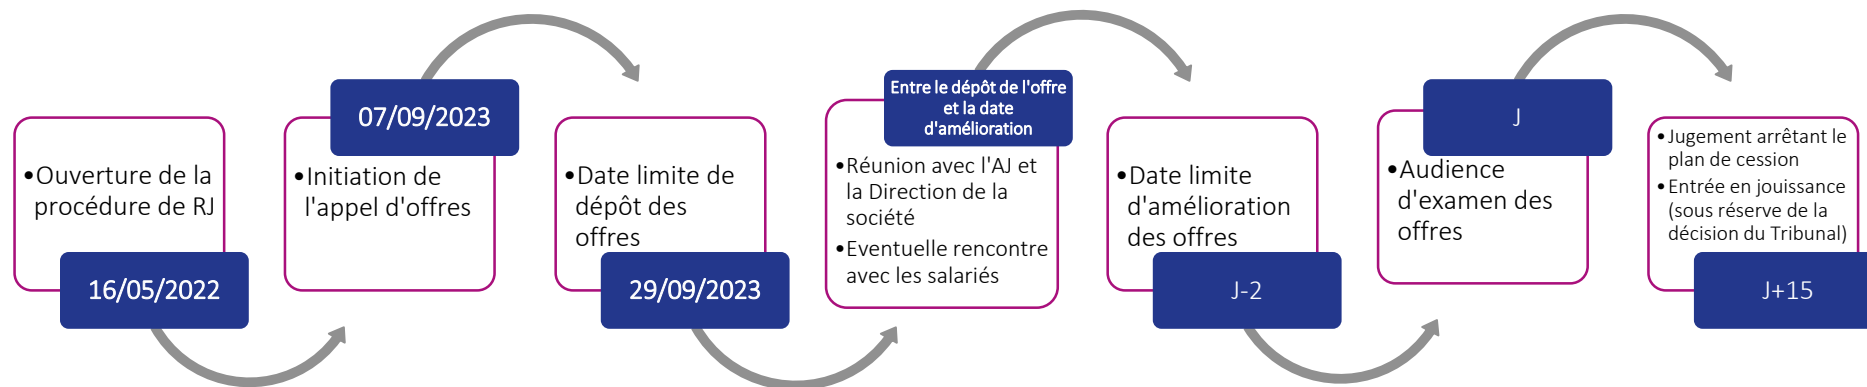 •Ouverture de la
procédure de RJ
16/05/2022
07/09/2023
•Initiation de
l'appel d'offres
•Date limite de
dépôt des
offres
29/09/2023
Entre le dépôt de l'offre
et la date
d'amélioration
•Réunion avec l'AJ et
la Direction de la
société
•Eventuelle rencontre
avec les salariés
•Date limite
d'amélioration
des offres
J-2
J
•Audience
d'examen des
offres
•Jugement arrêtant le
plan de cession
•Entrée en jouissance
(sous réserve de la
décision du Tribunal)
J+15